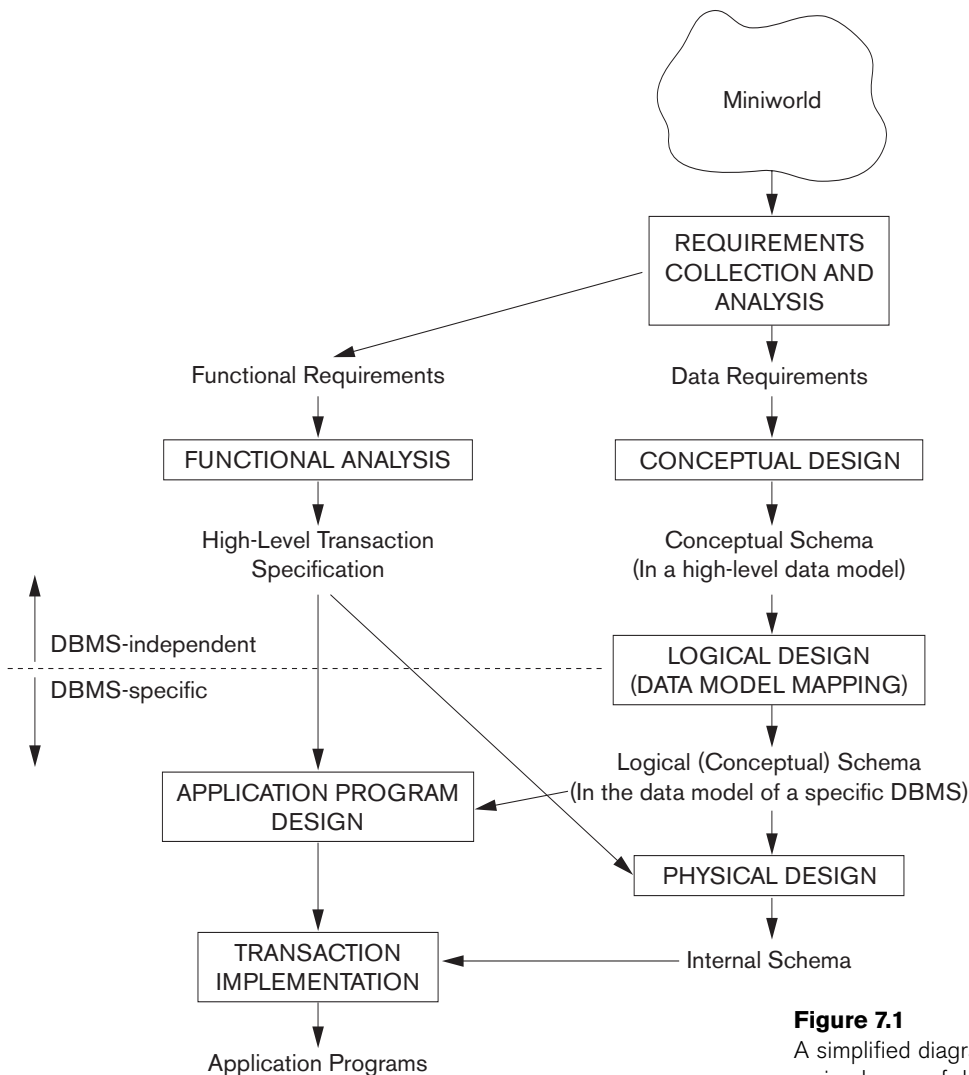 Miniworld
REQUIREMENTS
COLLECTION AND
ANALYSIS
Functional Requirements
Data Requirements
FUNCTIONAL ANALYSIS
CONCEPTUAL DESIGN
High-Level Transaction
Specification
Conceptual Schema
(In a high-level data model)
DBMS-independent
DBMS-specific
LOGICAL DESIGN
(DATA MODEL MAPPING)
Logical (Conceptual) Schema
(In the data model of a specific DBMS)
APPLICATION PROGRAM
DESIGN
PHYSICAL DESIGN
TRANSACTION
IMPLEMENTATION
Internal Schema
Application Programs
Figure 7.1
A simplified